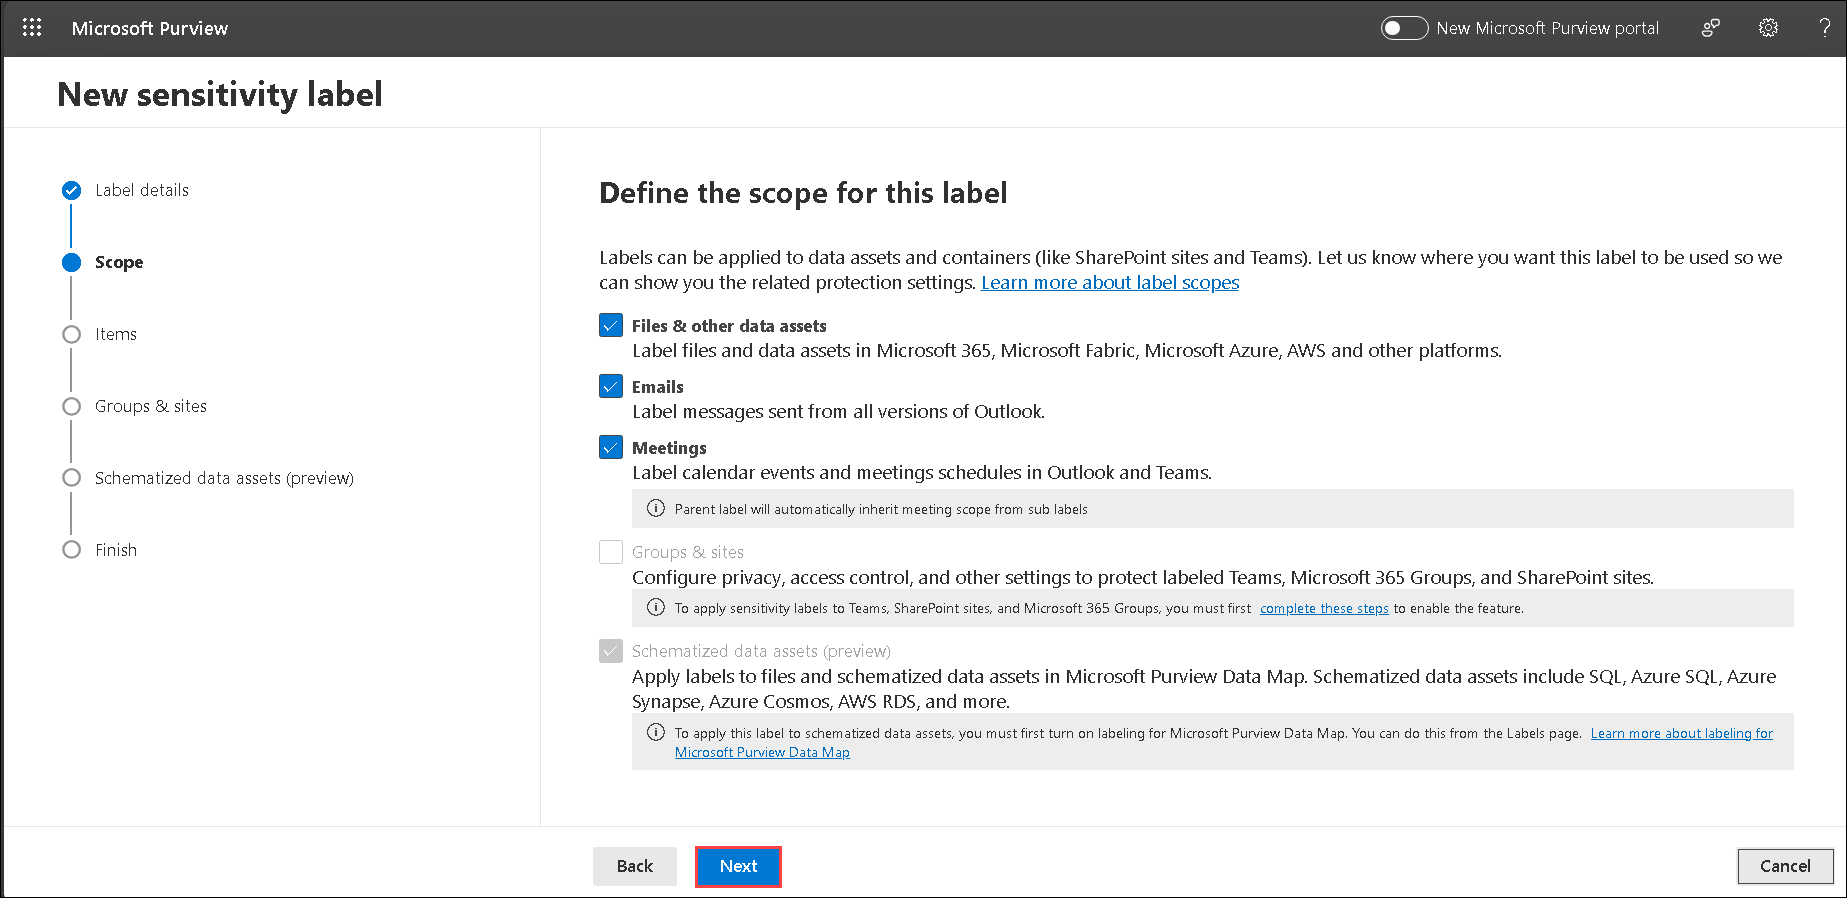 Microsoft Purview
New Microsoft Purview portal
?
New sensitivity label
Label details
Scope
Items
Groups & sites
Schematized data assets (preview)
Finish
Define the scope for this label
Labels can be applied to data assets and containers (like SharePoint sites and Teams). Let us know where you want this label to be used so we
can show you the related protection settings. Learn more about label scopes
Files & other data assets
Label files and data assets in Microsoft 365, Microsoft Fabric, Microsoft Azure, AWS and other platforms.
Emails
Label messages sent from all versions of Outlook.
Meetings
Label calendar events and meetings schedules in Outlook and Teams.
Parent label will automatically inherit meeting scope from sub labels
Groups & sites
Configure privacy, access control, and other settings to protect labeled Teams, Microsoft 365 Groups, and SharePoint sites.
To apply sensitivity labels to Teams, SharePoint sites, and Microsoft 365 Groups, you must first complete these steps to enable the feature.
Schematized data assets (preview)
Apply labels to files and schematized data assets in Microsoft Purview Data Map. Schematized data assets include SQL, Azure SQL, Azure
Synapse, Azure Cosmos, AWS RDS, and more.
To apply this label to schematized data assets, you must first turn on labeling for Microsoft Purview Data Map. You can do this from the Labels page. Learn more about labeling for
Microsoft Purview Data Map
Back
Next
Cancel